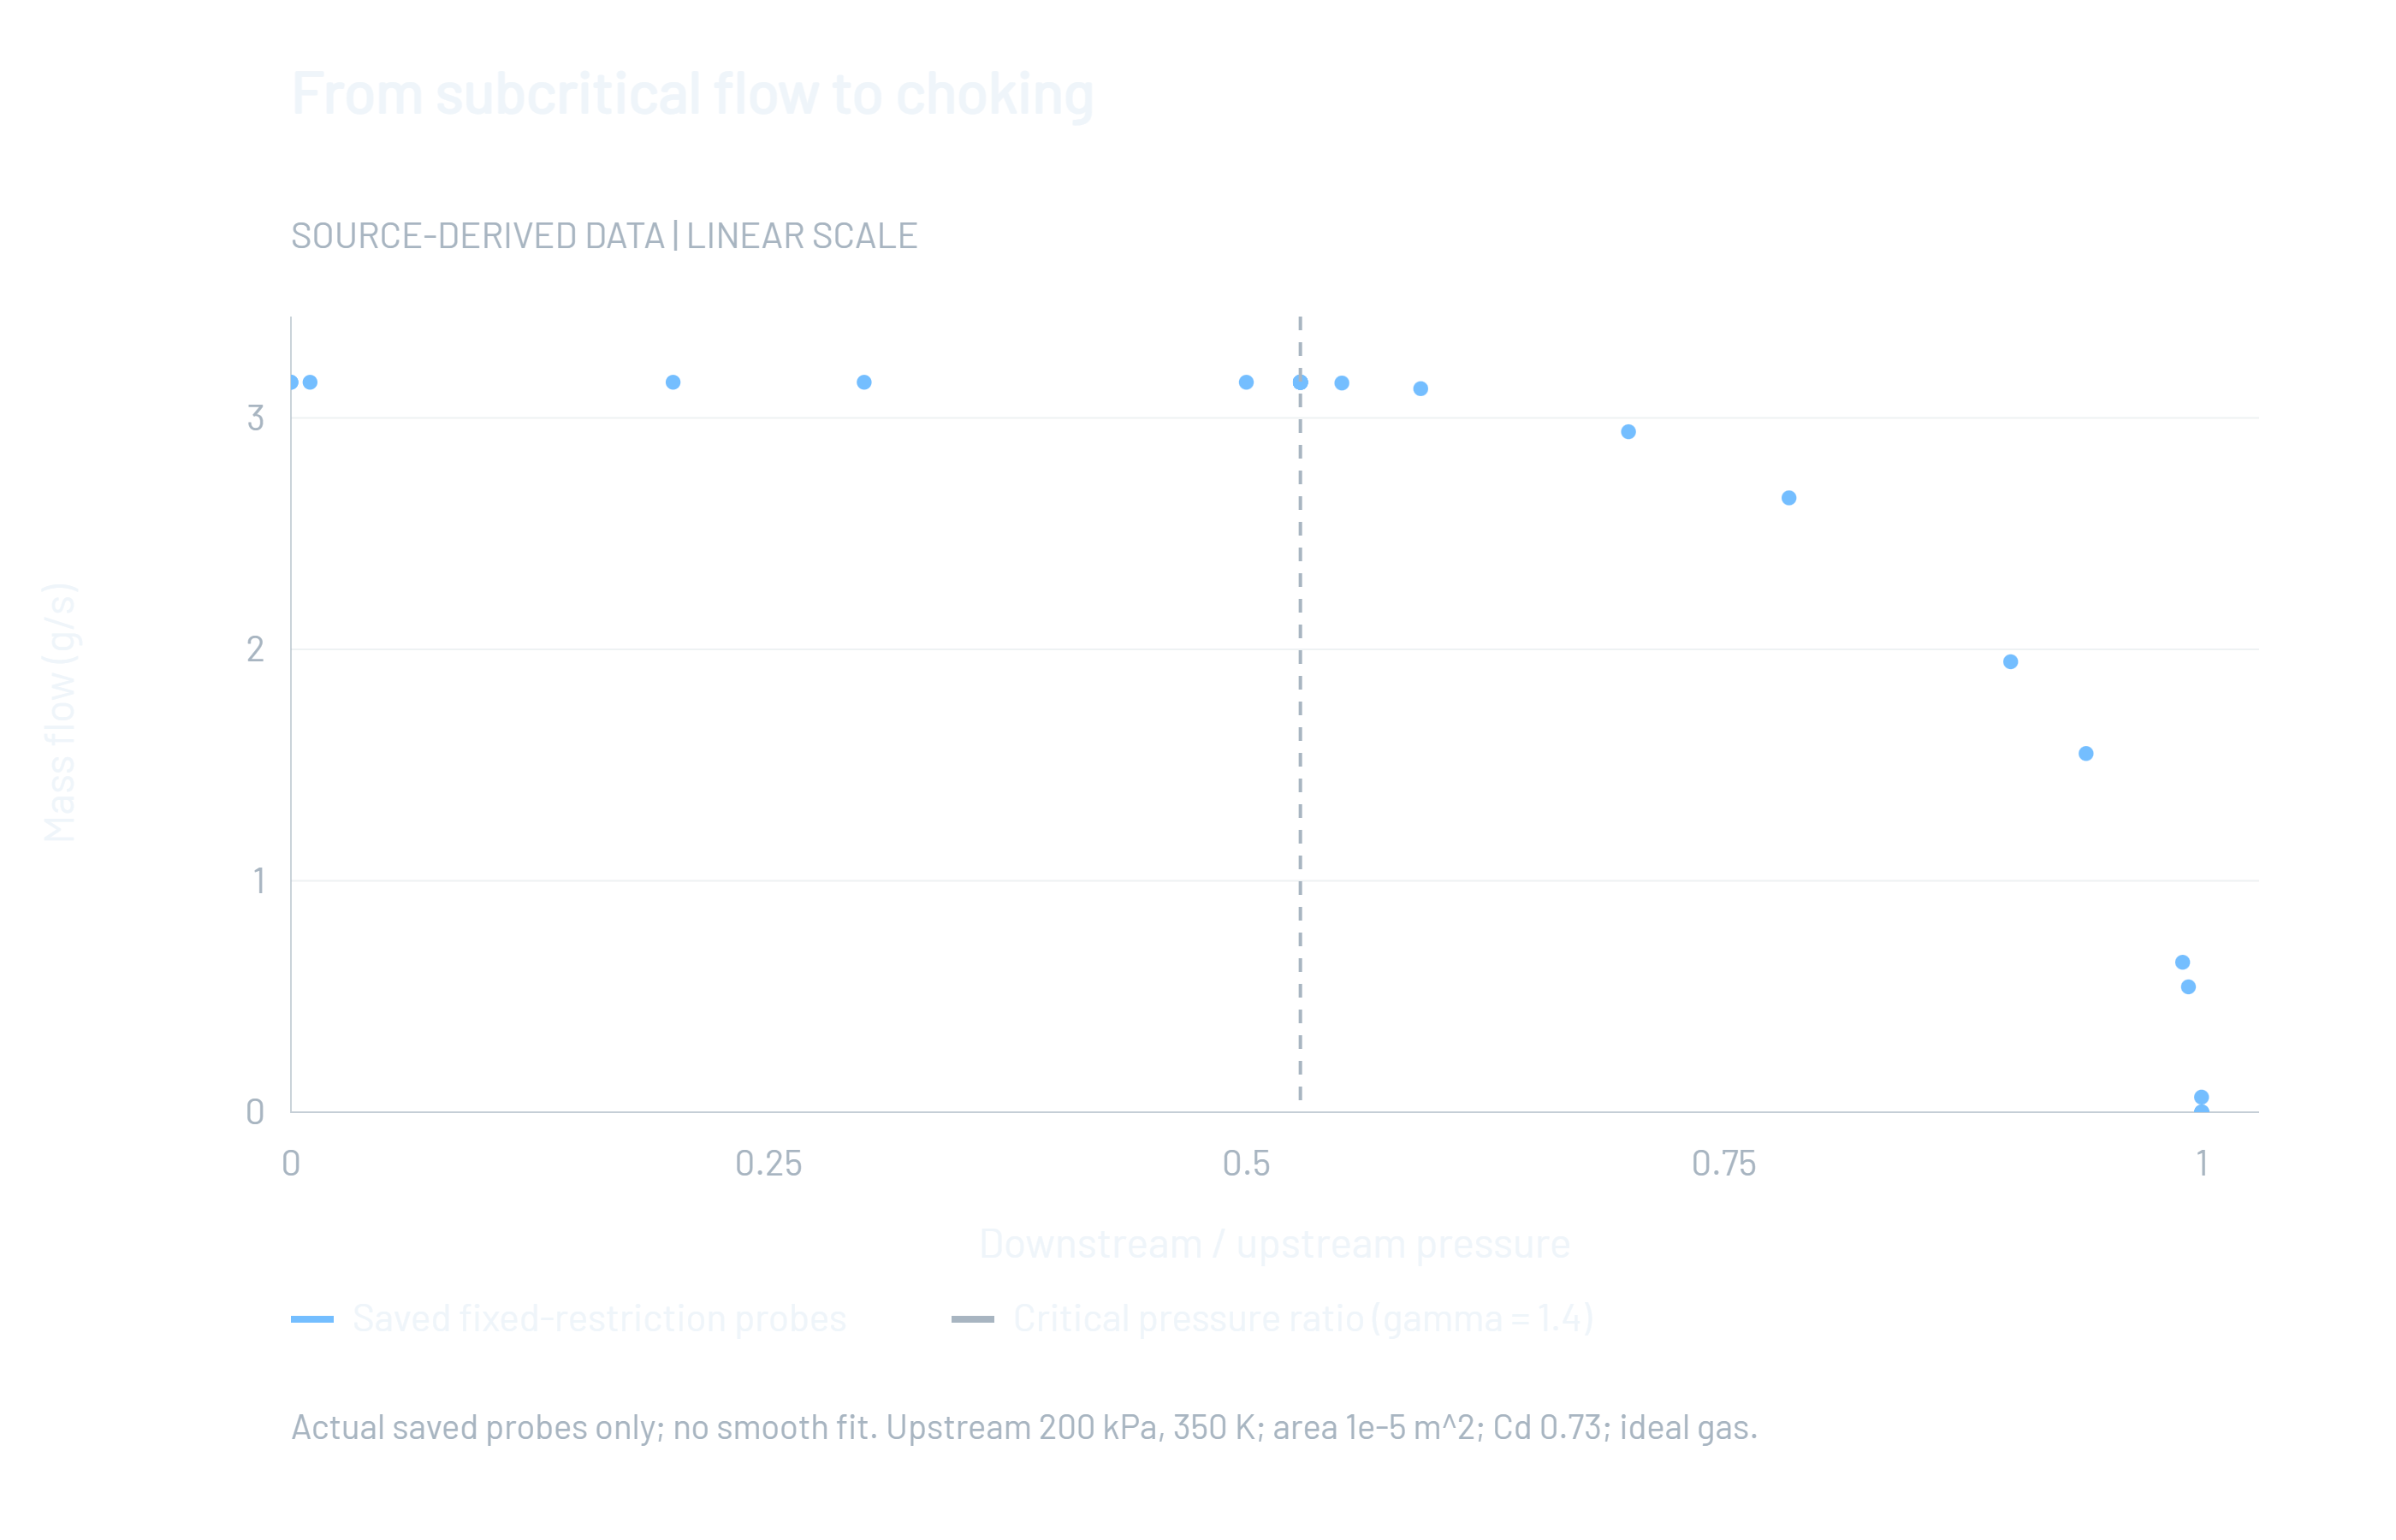 From subcritical flow to choking
SOURCE-DERIVED DATA | LINEAR SCALE
Mass flow (g/s)
3
2
1
0
0 0.25 0.5 0.75 1
Downstream / upstream pressure
Saved fixed-restriction probes Critical pressure ratio (gamma = 1.4)
Actual saved probes only; no smooth fit. Upstream 200 kPa, 350 K; area 1e-5 m^2; Cd 0.73; ideal gas.